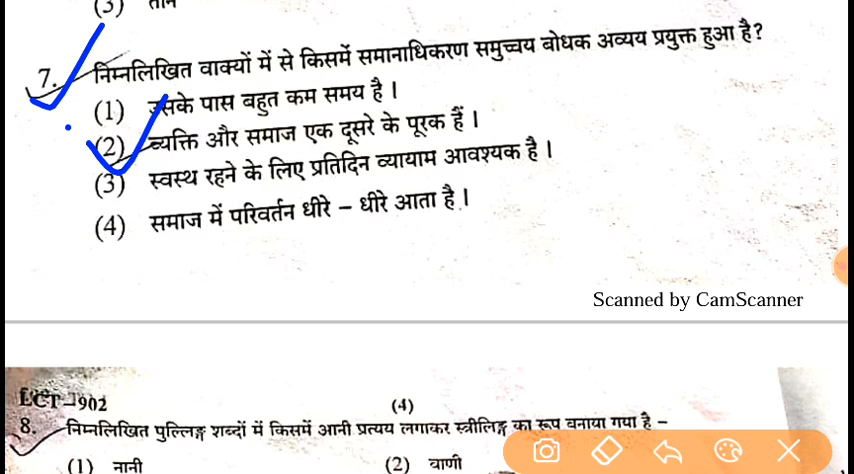 (3) तीन
7. निम्नलिखित वाक्यों में से किसमें समानाधिकरण समुच्चय बोधक अव्यय प्रयुक्त हुआ है?
(1) उसके पास बहुत कम समय है।
(2) व्यक्ति और समाज एक दूसरे के पूरक हैं।
(3) स्वस्थ रहने के लिए प्रतिदिन व्यायाम आवश्यक है।
(4) समाज में परिवर्तन धीरे – धीरे आता है।
Scanned by CamScanner
LCT-1902
(4)
8. निम्नलिखित पुल्लिङ्ग शब्दों में किसमें आनी प्रत्यय लगाकर स्त्रीलिङ्ग का रूप बनाया गया है –
(1) नानी (2) वाणी